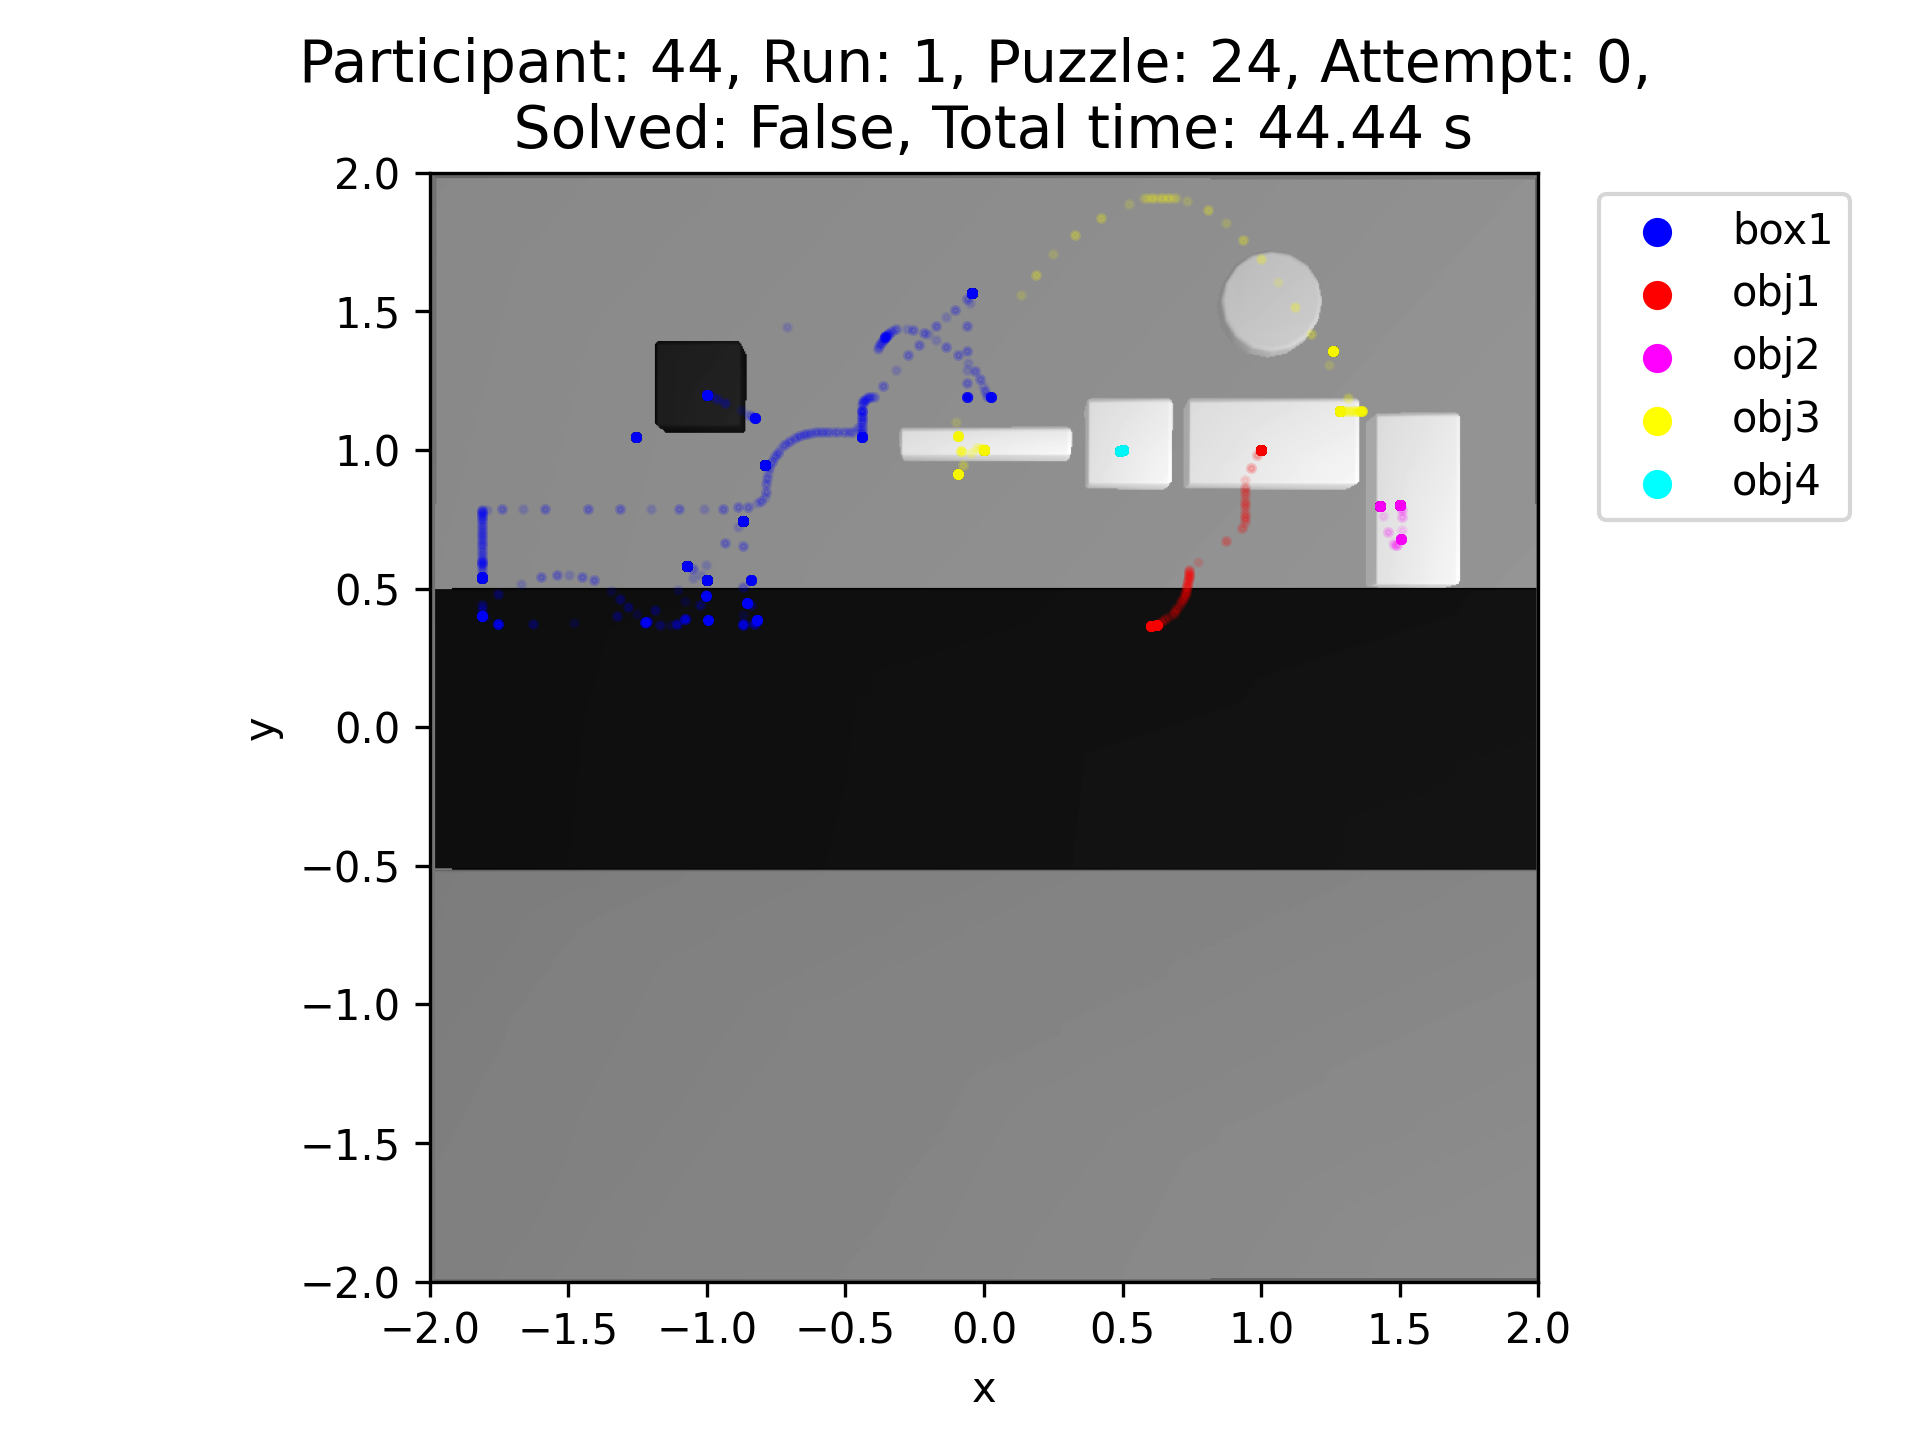 Participant: 44, Run: 1, Puzzle: 24, Attempt: 0,
Solved: False, Total time: 44.44 s
2.0
1.5
1.0
0.5
0.0
−0.5
−1.0
−1.5
−2.0
y
−2.0 −1.5 −1.0 −0.5 0.0 0.5 1.0 1.5 2.0
x
box1
obj1
obj2
obj3
obj4